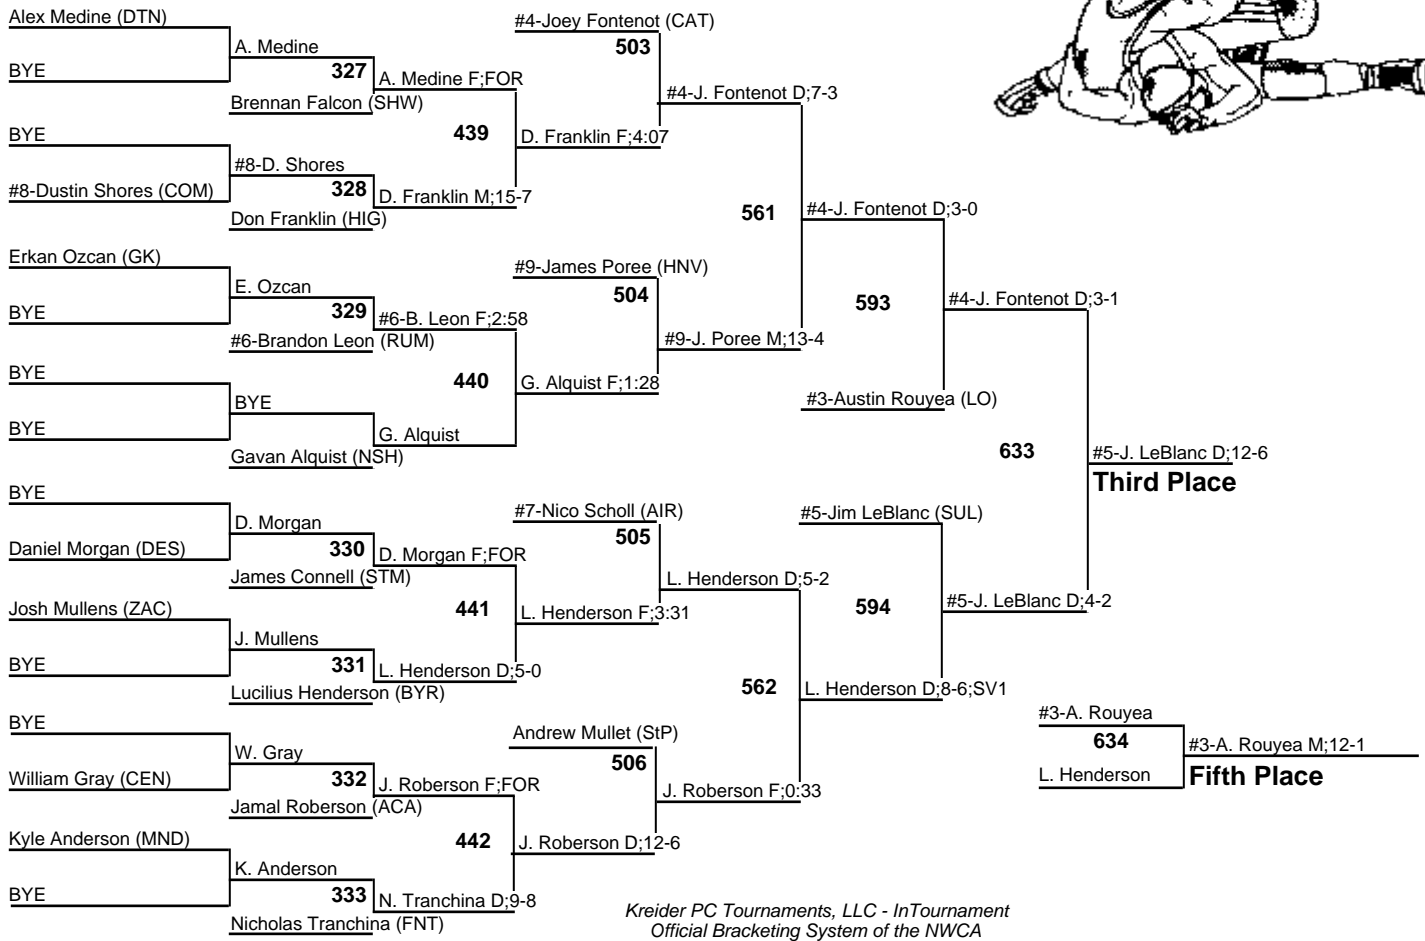 Alex Medine (DTN)
BYE
BYE
#8-Dustin Shores (COM)
Erkan Ozcan (GK)
BYE
BYE
BYE
BYE
Daniel Morgan (DES)
Josh Mullens (ZAC)
BYE
BYE
William Gray (CEN)
Kyle Anderson (MND)
BYE
A. Medine
327
Brennan Falcon (SHW)
#8-D. Shores
328
Don Franklin (HIG)
E. Ozcan
329
#6-Brandon Leon (RUM)
BYE
Gavan Alquist (NSH)
D. Morgan
330
James Connell (STM)
J. Mullens
331
Lucilius Henderson (BYR)
W. Gray
332
Jamal Roberson (ACA)
K. Anderson
333
Nicholas Tranchina (FNT)
A. Medine F;FOR
439
D. Franklin M;15-7
#6-B. Leon F;2:58
440
G. Alquist
D. Morgan F;FOR
441
L. Henderson D;5-0
J. Roberson F;FOR
442
N. Tranchina D;9-8
#4-Joey Fontenot (CAT)
503
D. Franklin F;4:07
#9-James Poree (HNV)
504
G. Alquist F;1:28
#7-Nico Scholl (AIR)
505
L. Henderson F;3:31
Andrew Mullet (StP)
506
J. Roberson D;12-6
#4-J. Fontenot D;7-3
561
#9-J. Poree M;13-4
L. Henderson D;5-2
562
J. Roberson F;0:33
#4-J. Fontenot D;3-0
593
#3-Austin Rouyea (LO)
#5-Jim LeBlanc (SUL)
594
L. Henderson D;8-6;SV1
#4-J. Fontenot D;3-1
633
#5-J. LeBlanc D;4-2
#5-J. LeBlanc D;12-6
Third Place
#3-A. Rouyea
634
L. Henderson
#3-A. Rouyea M;12-1
Fifth Place
Kreider PC Tournaments, LLC - InTournament
Official Bracketing System of the NWCA